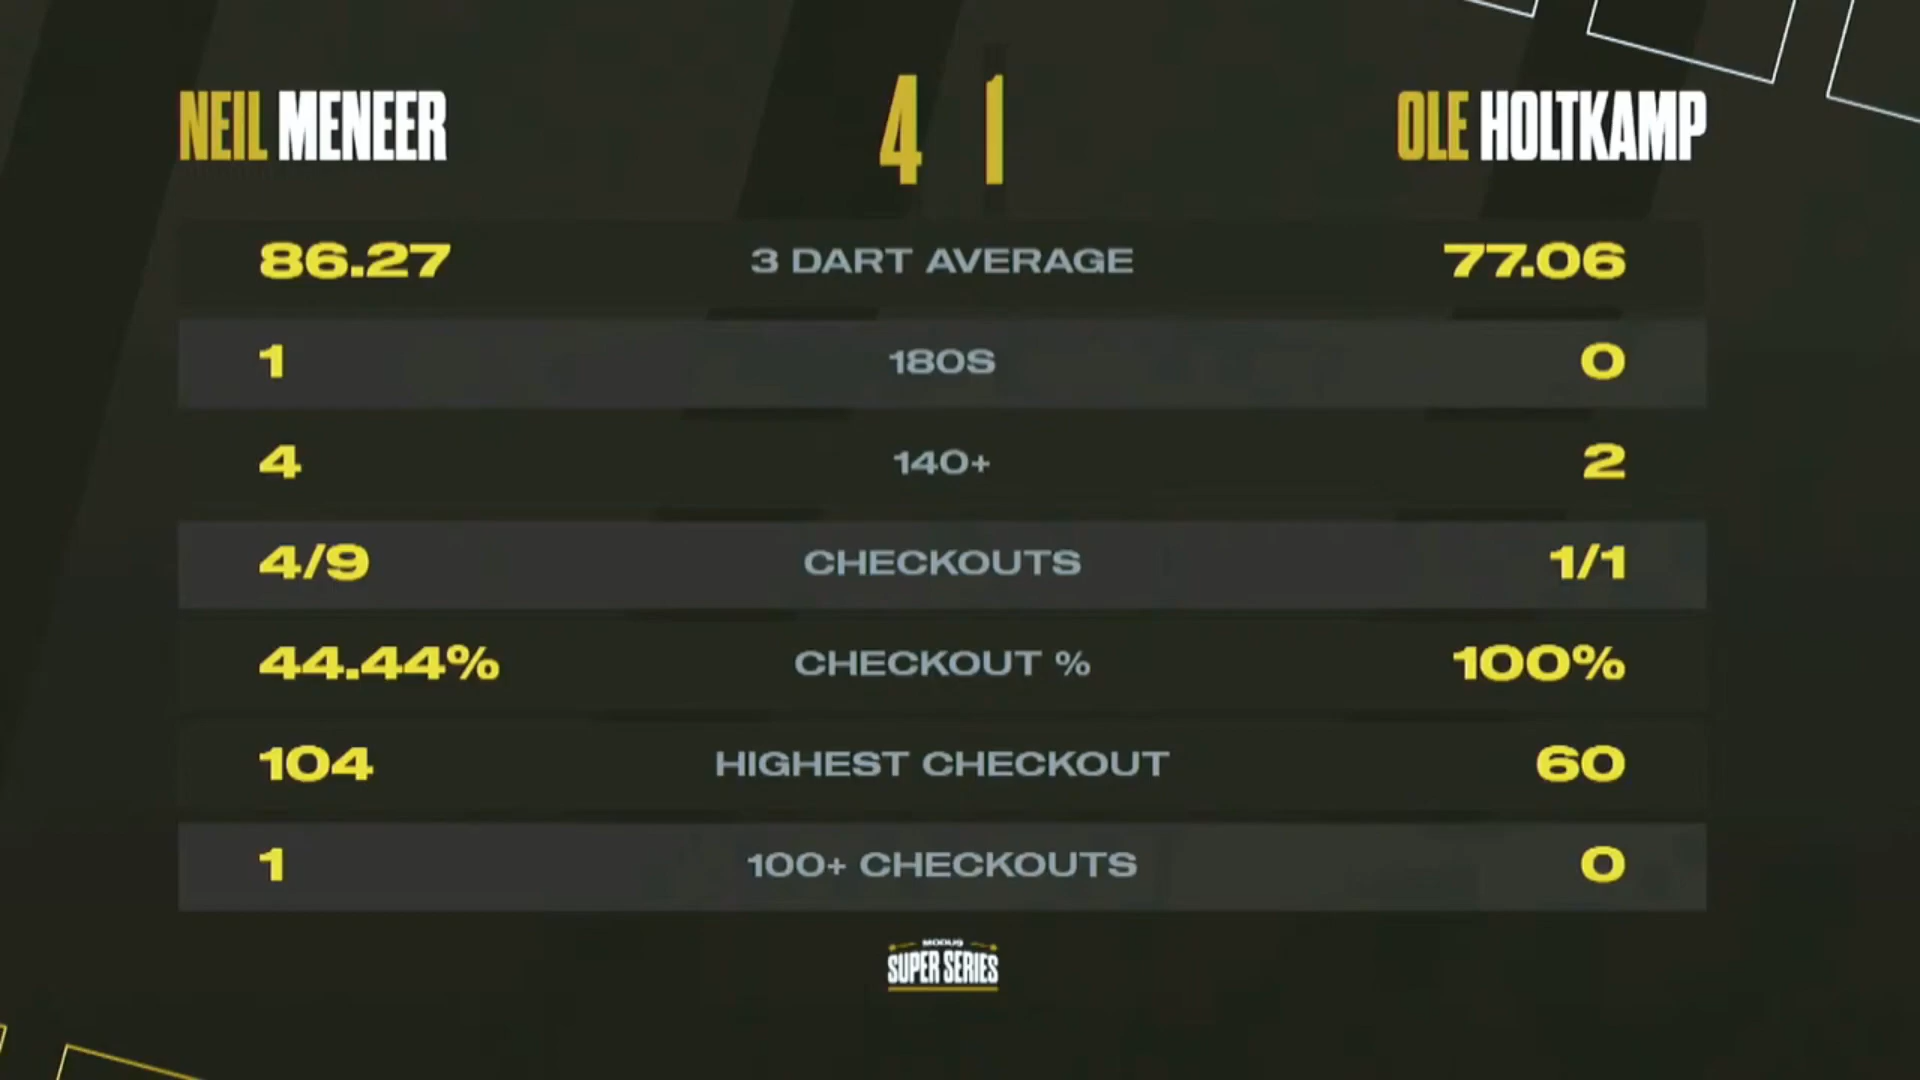 NEIL MENEER 4 1 OLE HOLTKAMP
86.27 3 DART AVERAGE 77.06
1 180S 0
4 140+ 2
4/9 CHECKOUTS 1/1
44.44% CHECKOUT % 100%
104 HIGHEST CHECKOUT 60
1 100+ CHECKOUTS 0
MODUS
SUPER SERIES